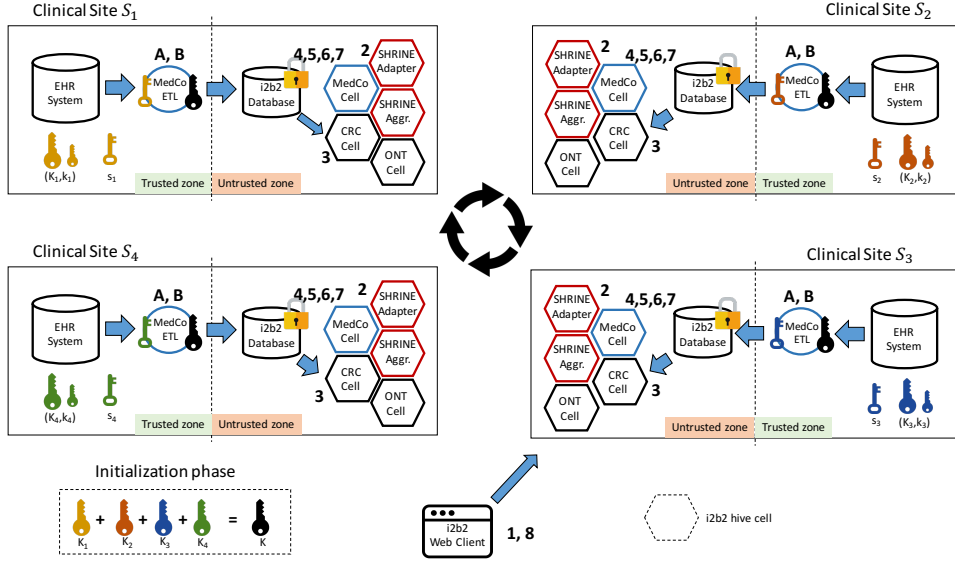 Clinical Site S₁
A, B
4,5,6,7
2
EHR
System
MedCo
ETL
i2b2
Database
MedCo
Cell
SHRINE
Adapter
SHRINE
Aggr.
CRC
Cell
3
ONT
Cell
(K₁,k₁)
s₁
Trusted zone
Untrusted zone
Clinical Site S₂
2
4,5,6,7
A, B
SHRINE
Adapter
MedCo
Cell
i2b2
Database
MedCo
ETL
EHR
System
SHRINE
Aggr.
CRC
Cell
3
ONT
Cell
s₂
(K₂,k₂)
Untrusted zone
Trusted zone
Clinical Site S₄
A, B
4,5,6,7
2
EHR
System
MedCo
ETL
i2b2
Database
MedCo
Cell
SHRINE
Adapter
SHRINE
Aggr.
CRC
Cell
3
ONT
Cell
(K₄,k₄)
s₄
Trusted zone
Untrusted zone
Clinical Site S₃
2
4,5,6,7
A, B
SHRINE
Adapter
MedCo
Cell
i2b2
Database
MedCo
ETL
EHR
System
SHRINE
Aggr.
CRC
Cell
3
ONT
Cell
s₃
(K₃,k₃)
Untrusted zone
Trusted zone
Initialization phase
+ + + =
K₁ K₂ K₃ K₄ K
i2b2
Web Client
1, 8
i2b2 hive cell